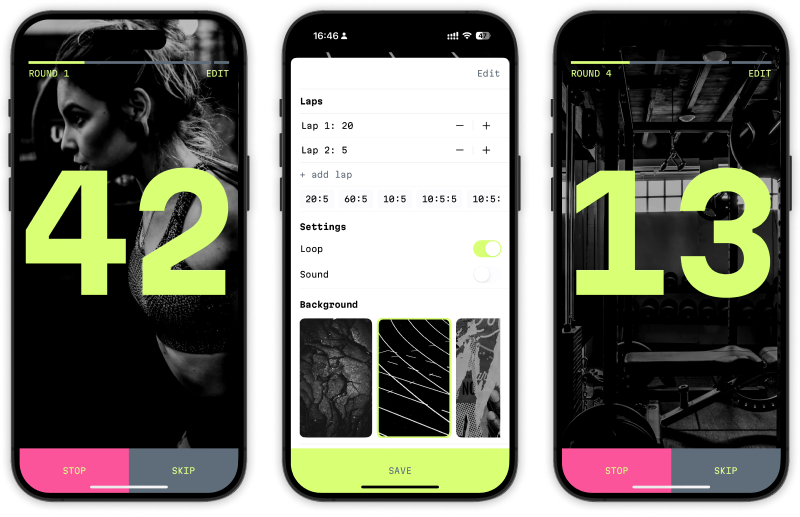 ROUND 1
EDIT
42
STOP
SKIP
16:46
47
Edit
Laps
Lap 1: 20
Lap 2: 5
+ add lap
20:5 60:5 10:5 10:5:5 10:5:
Settings
Loop
Sound
Background
NO
SAVE
ROUND 4
EDIT
13
STOP
SKIP